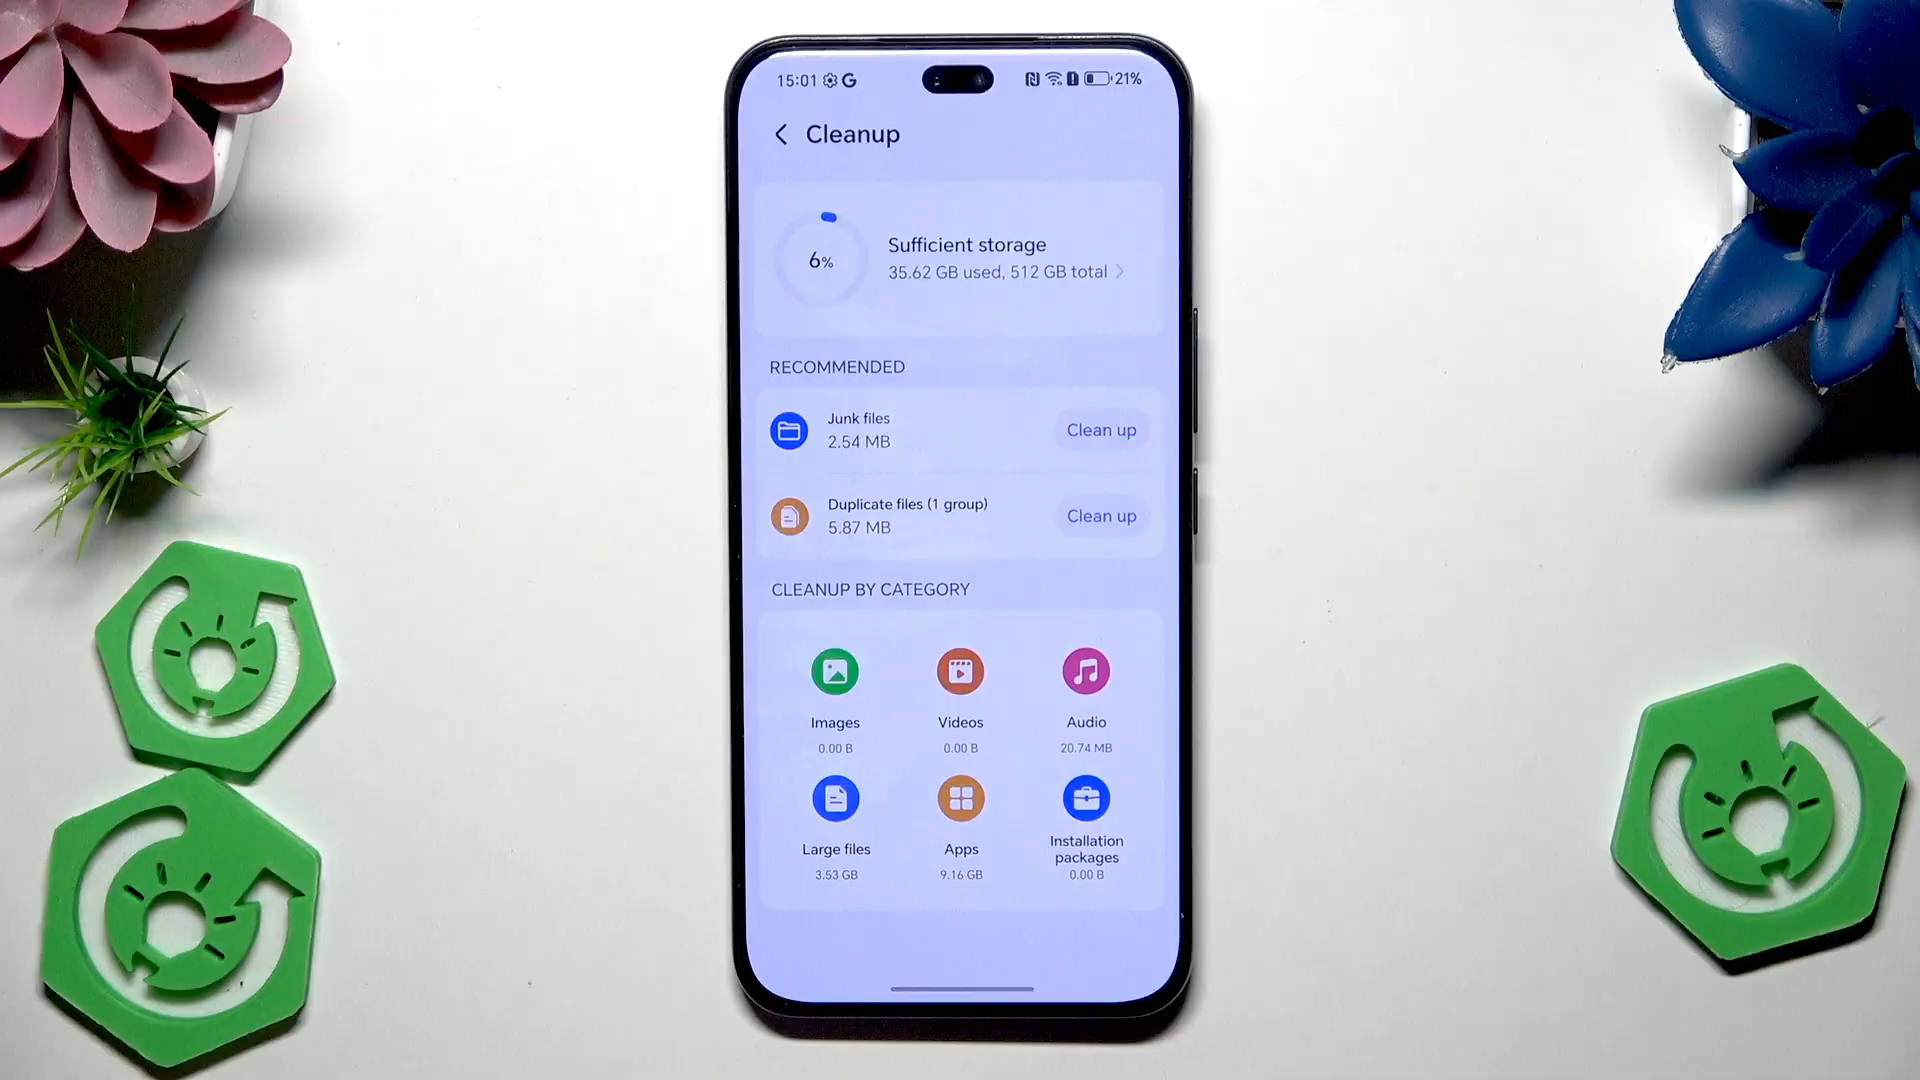 15:01
21%
Cleanup
6%
Sufficient storage
35.62 GB used, 512 GB total
RECOMMENDED
Junk files
2.54 MB
Clean up
Duplicate files (1 group)
5.87 MB
Clean up
CLEANUP BY CATEGORY
Images
0.00 B
Videos
0.00 B
Audio
20.74 MB
Large files
3.53 GB
Apps
9.16 GB
Installation
packages
0.00 B